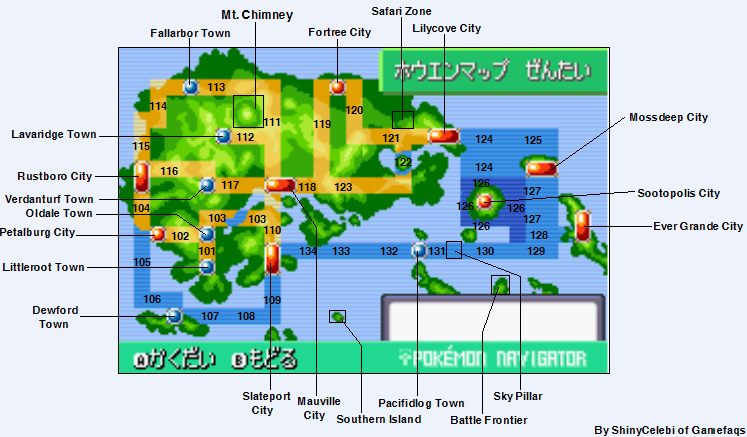 Safari Zone
Mt. Chimney
Fallarbor Town
Fortree City
Lilycove City
ホウエンマップ ぜんたい
113
114
111
119
120
Mossdeep City
Lavaridge Town
112
121
124
125
115
122
124
Rustboro City
116
126
127
Verdanturf Town
117
118
123
Sootopolis City
Oldale Town
104
103
103
126
126
127
Petalburg City
102
110
126
128
Ever Grande City
101
105
134
133
132
131
130
129
Littleroot Town
106
109
Dewford
Town
107
108
Ⓐかくだい Ⓑもどる
POKéMON NAVIGATOR
Slateport
City
Mauville
City
Southern Island
Pacifidlog Town
Sky Pillar
Battle Frontier
By ShinyCelebi of Gamefaqs